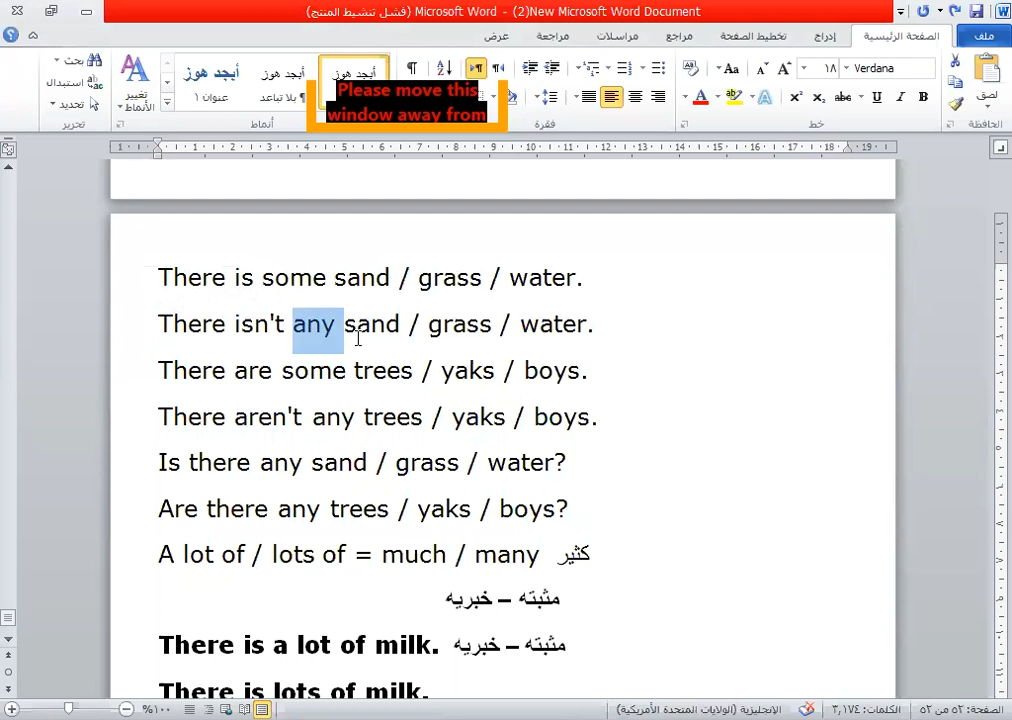 New Microsoft Word Document(2)‎ - Microsoft Word (فشل تنشيط المنتج)
ملف
الصفحة الرئيسية
إدراج
تخطيط الصفحة
مراسلات
مراجعة
عرض
لصق
الحافظة
Verdana
١٨
Aa
خط
فقرة
أبجد هوز
أبجد هوز
أبجد هوز
¶ بلا تباعد
عنوان ١
تغيير
الأنماط
أنماط
بحث
استبدال
تحديد
تحرير
Please move this
window away from
There is some sand / grass / water.
There isn't any sand / grass / water.
There are some trees / yaks / boys.
There aren't any trees / yaks / boys.
Is there any sand / grass / water?
Are there any trees / yaks / boys?
A lot of / lots of = much / many كثير
مثبته – خبريه
There is a lot of milk. مثبته – خبريه
There is lots of milk.
الصفحة: ٥٢ من ٥٢
الكلمات: ٣,١٧٤
الإنجليزية (الولايات المتحدة الأمريكية)
%١٠٠